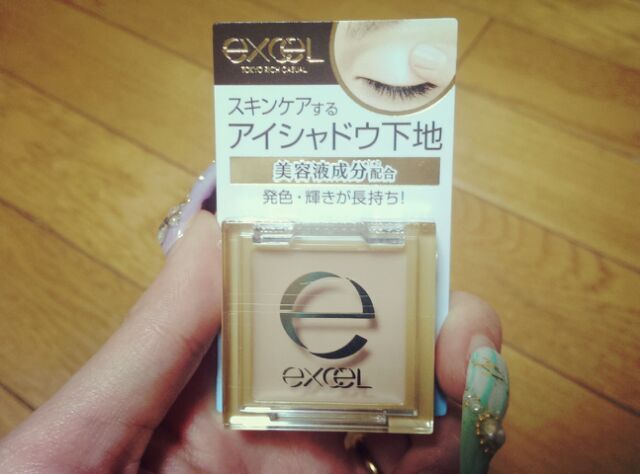 excel
TOKYO RICH CASUAL
スキンケアする
アイシャドウ下地
美容液成分配合
発色・輝きが長持ち!
e
excel